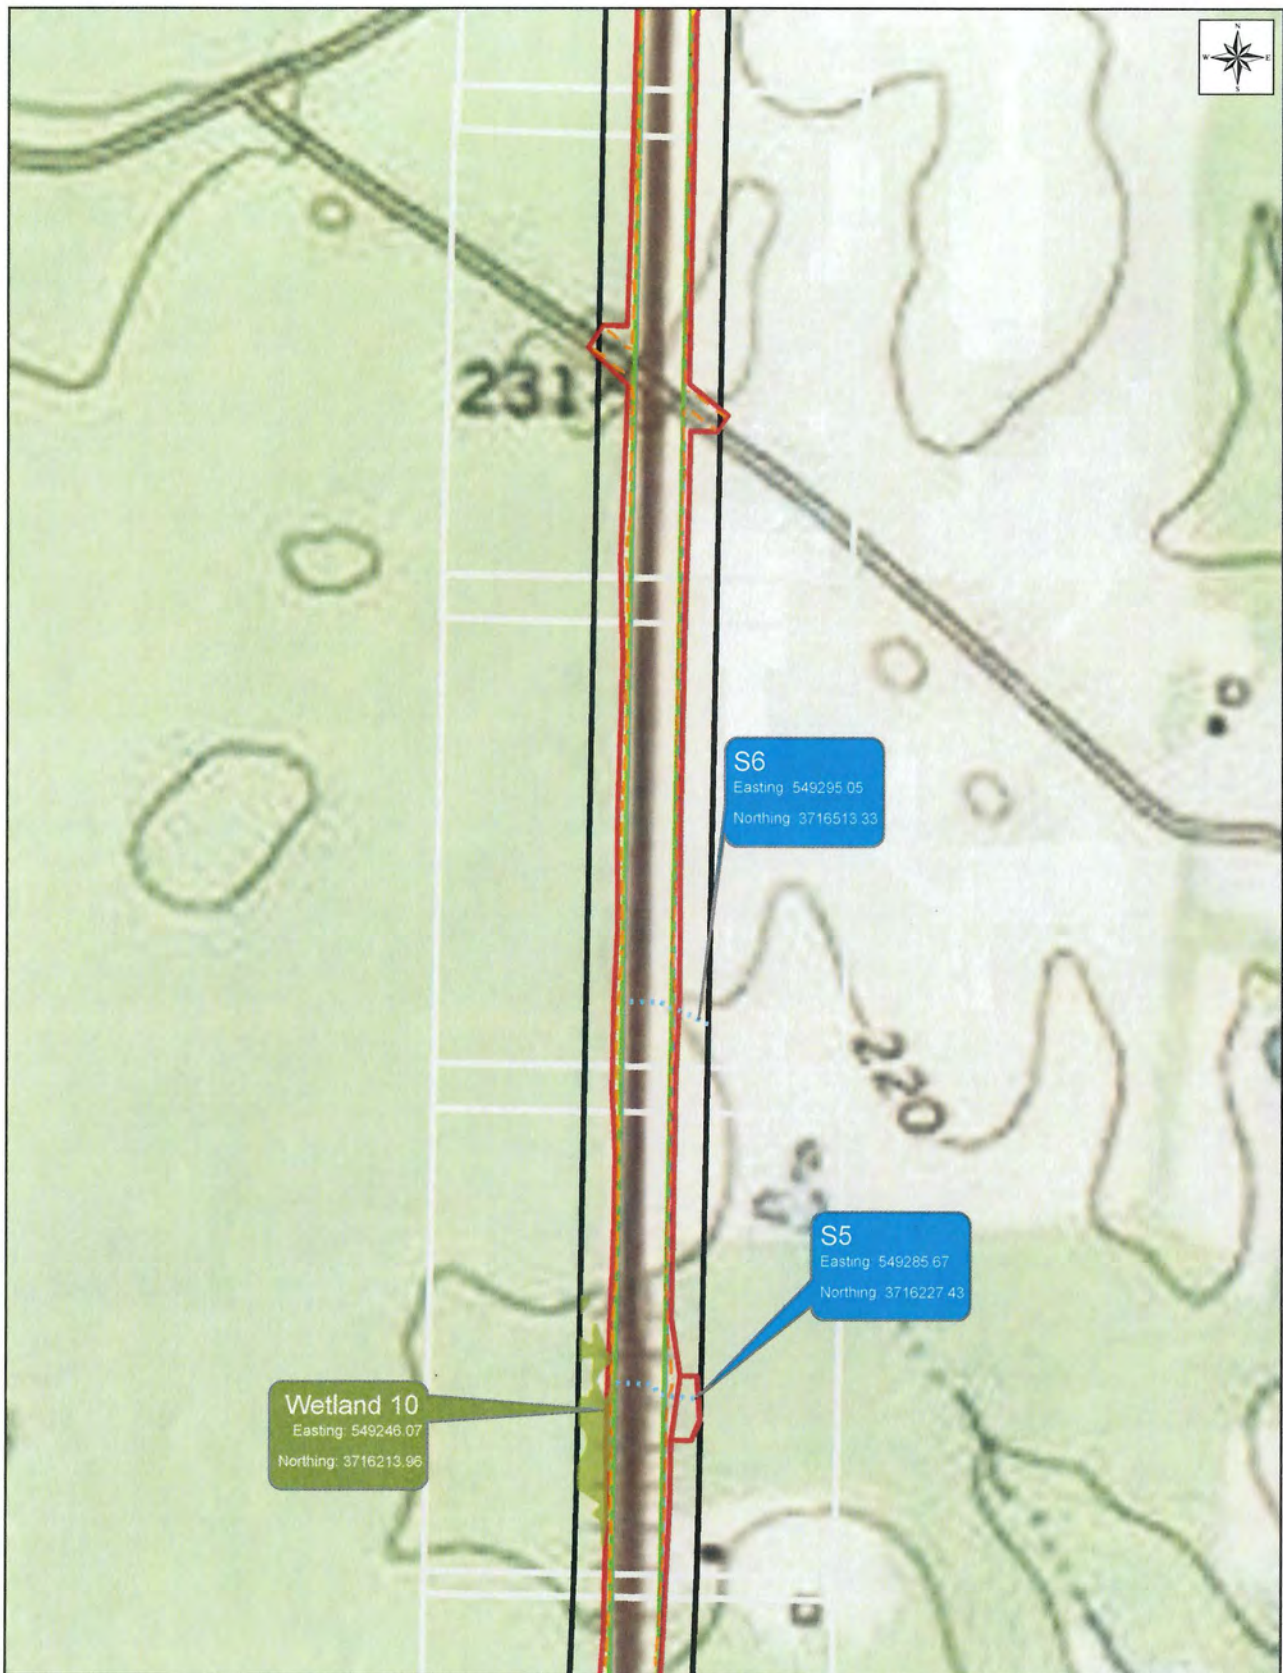 N
W E
S
231
S6
Easting: 549295.05
Northing: 3716513.33
220
S5
Easting: 549285.67
Northing: 3716227.43
Wetland 10
Easting: 549246.07
Northing: 3716213.96